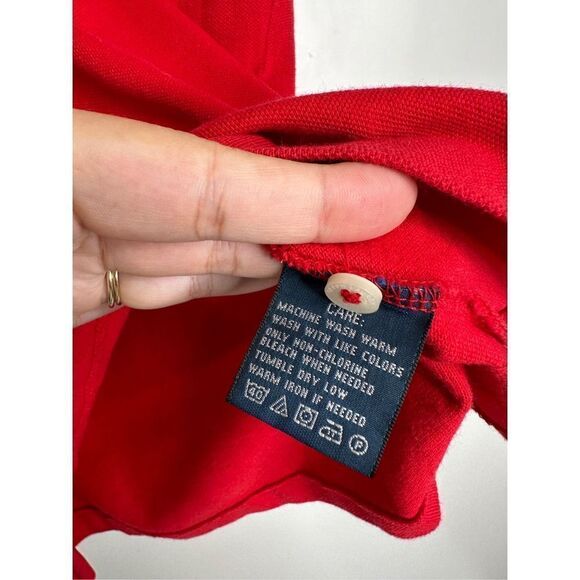 CARE:
MACHINE WASH WARM
WASH WITH LIKE COLORS
ONLY NON-CHLORINE
BLEACH WHEN NEEDED
TUMBLE DRY LOW
WARM IRON IF NEEDED
40 P